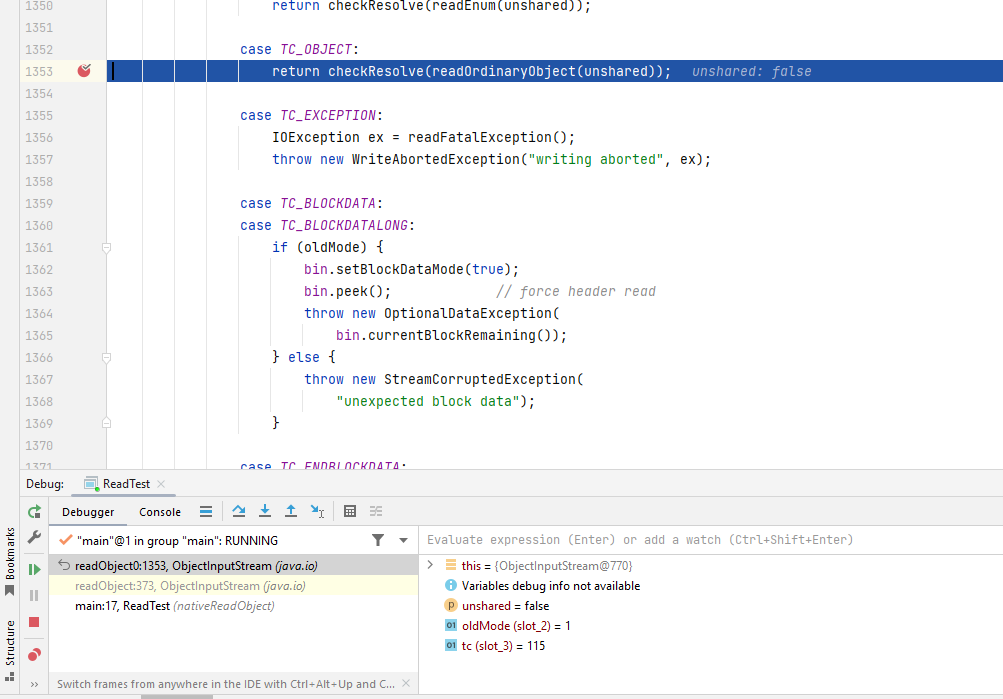 1350 return checkResolve(readEnum(unshared));
1351
1352 case TC_OBJECT:
1353 return checkResolve(readOrdinaryObject(unshared)); unshared: false
1354
1355 case TC_EXCEPTION:
1356 IOException ex = readFatalException();
1357 throw new WriteAbortedException("writing aborted", ex);
1358
1359 case TC_BLOCKDATA:
1360 case TC_BLOCKDATALONG:
1361 if (oldMode) {
1362 bin.setBlockDataMode(true);
1363 bin.peek(); // force header read
1364 throw new OptionalDataException(
1365 bin.currentBlockRemaining());
1366 } else {
1367 throw new StreamCorruptedException(
1368 "unexpected block data");
1369 }
1370
1371 case TC_ENDBLOCKDATA:
Debug: ReadTest
Debugger Console
"main"@1 in group "main": RUNNING
Evaluate expression (Enter) or add a watch (Ctrl+Shift+Enter)
readObject0:1353, ObjectInputStream (java.io)
readObject:373, ObjectInputStream (java.io)
main:17, ReadTest (nativeReadObject)
this = {ObjectInputStream@770}
Variables debug info not available
unshared = false
oldMode (slot_2) = 1
tc (slot_3) = 115
Switch frames from anywhere in the IDE with Ctrl+Alt+Up and C...
Bookmarks
Structure